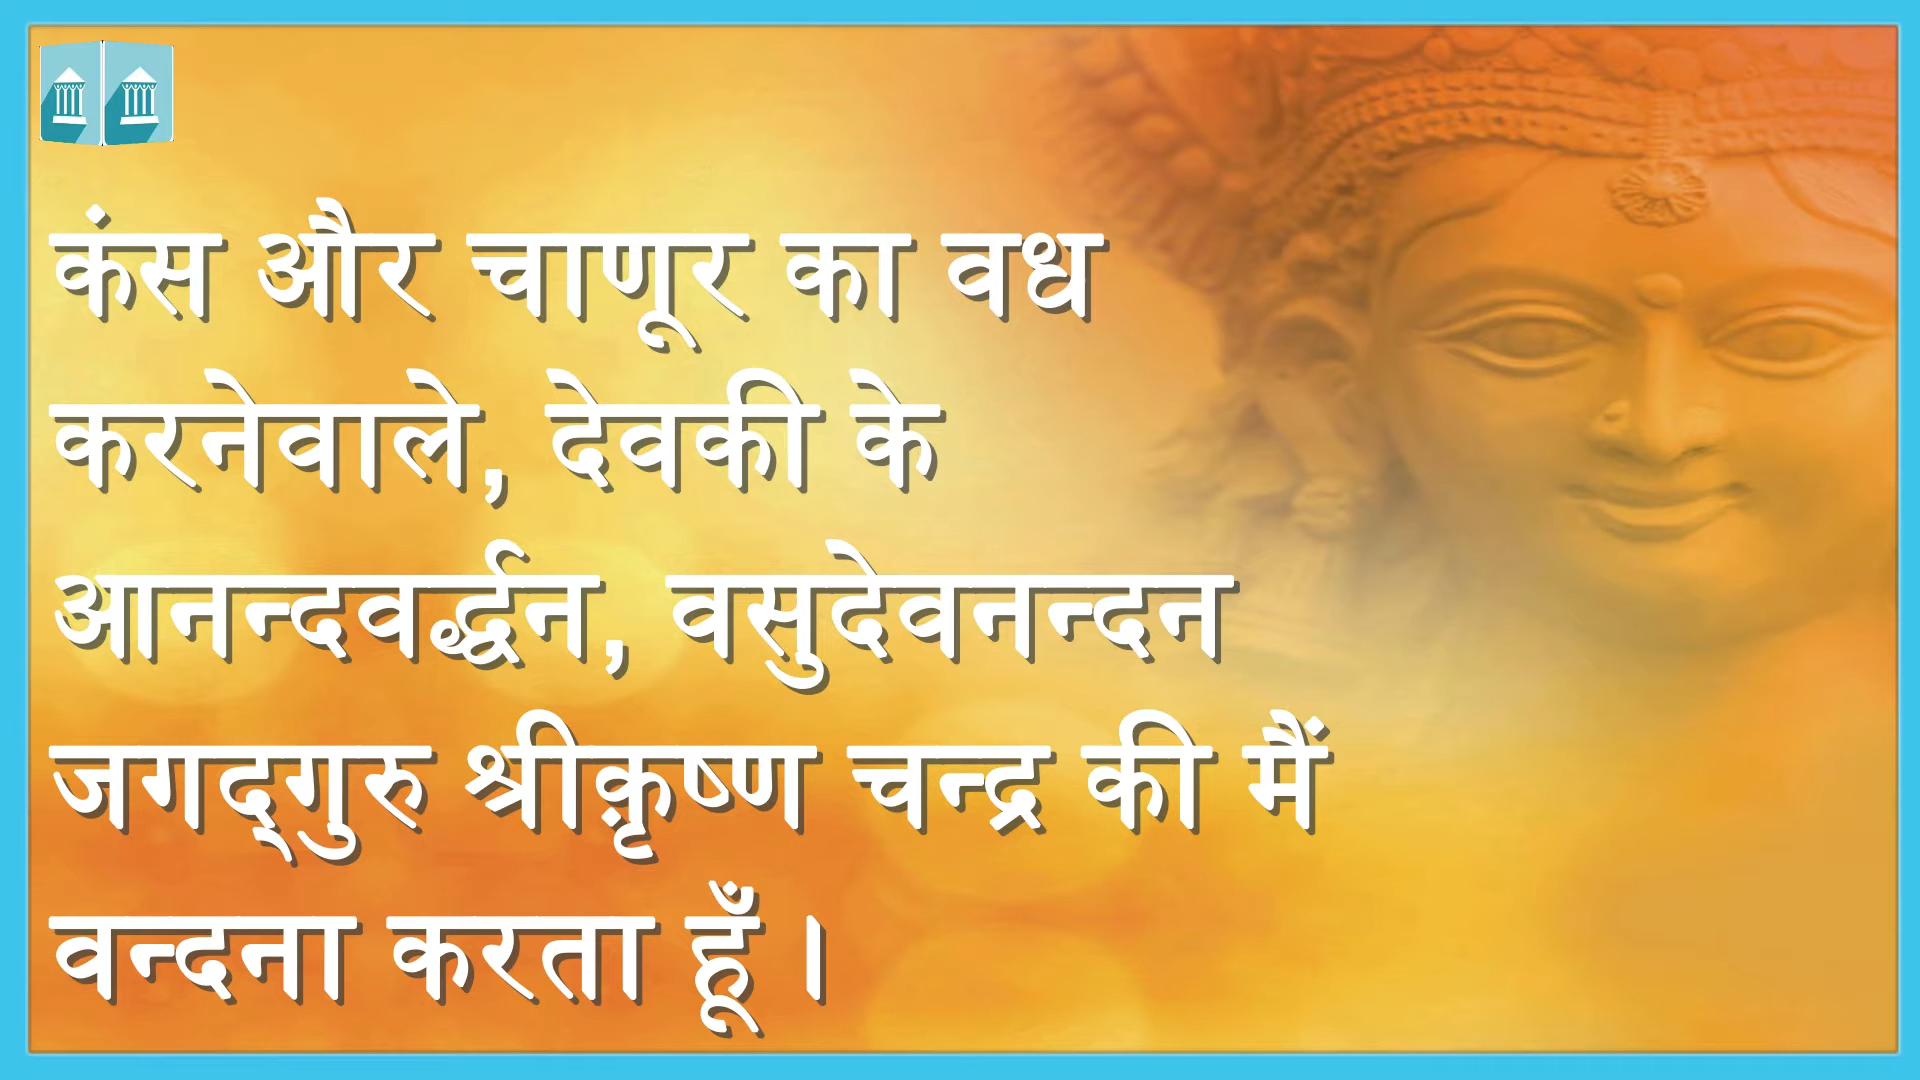 कंस और चाणूर का वध
करनेवाले, देवकी के
आनन्दवर्द्धन, वसुदेवनन्दन
जगद्‌गुरु श्रीक़ृष्ण चन्द्र की मैं
वन्दना करता हूँ ।